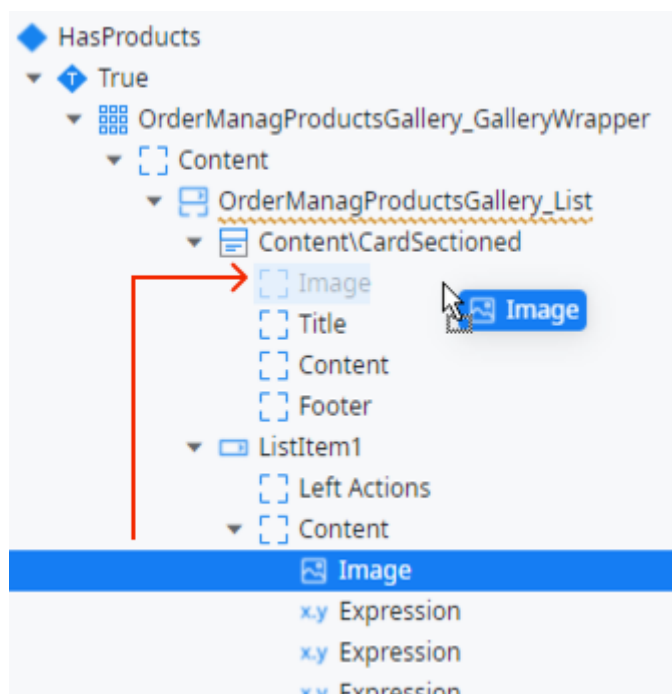 HasProducts
True
OrderManagProductsGallery_GalleryWrapper
Content
OrderManagProductsGallery_List
Content\CardSectioned
Image
Image
Title
Content
Footer
ListItem1
Left Actions
Content
Image
x.y Expression
x.y Expression
x.y Expression